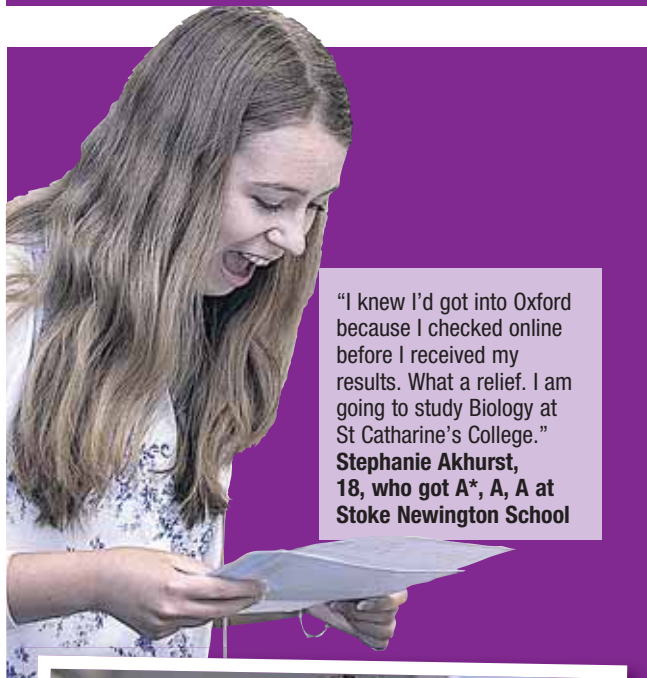 “I knew I’d got into Oxford
because I checked online
before I received my
results. What a relief. I am
going to study Biology at
St Catharine’s College.”
Stephanie Akhurst,
18, who got A*, A, A at
Stoke Newington School